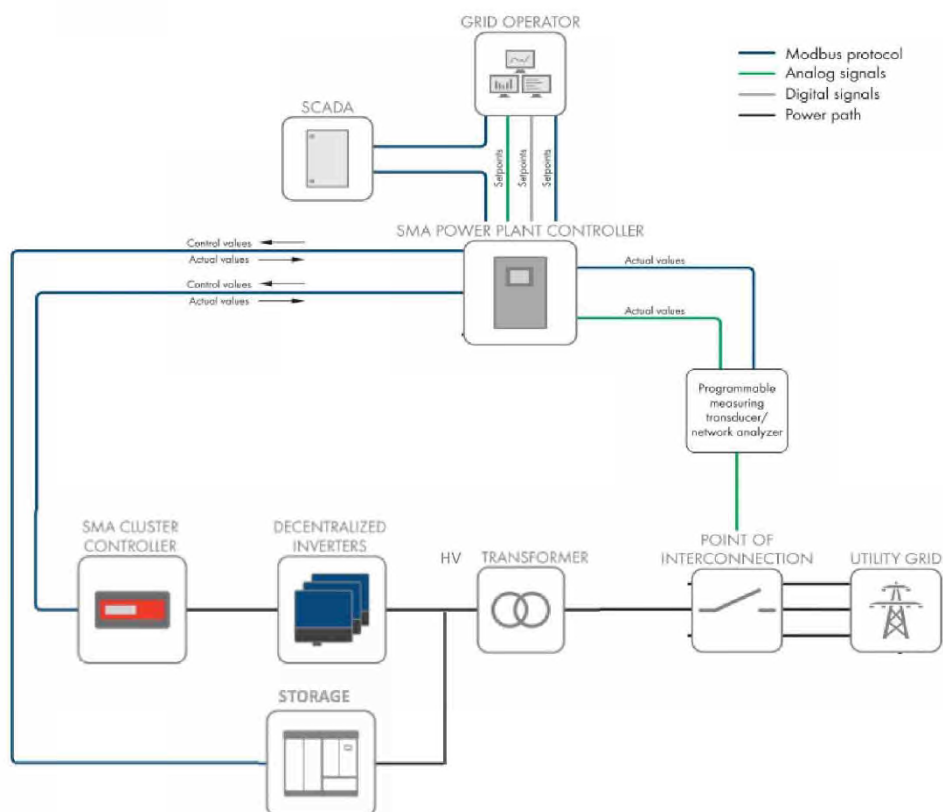 GRID OPERATOR
Modbus protocol
Analog signals
Digital signals
Power path
SCADA
Setpoints
Setpoints
Setpoints
SMA POWER PLANT CONTROLLER
Control values
Actual values
Control values
Actual values
Actual values
Actual values
Programmable
measuring
transducer/
network analyzer
SMA CLUSTER
CONTROLLER
DECENTRALIZED
INVERTERS
HV
TRANSFORMER
POINT OF
INTERCONNECTION
UTILITY GRID
STORAGE